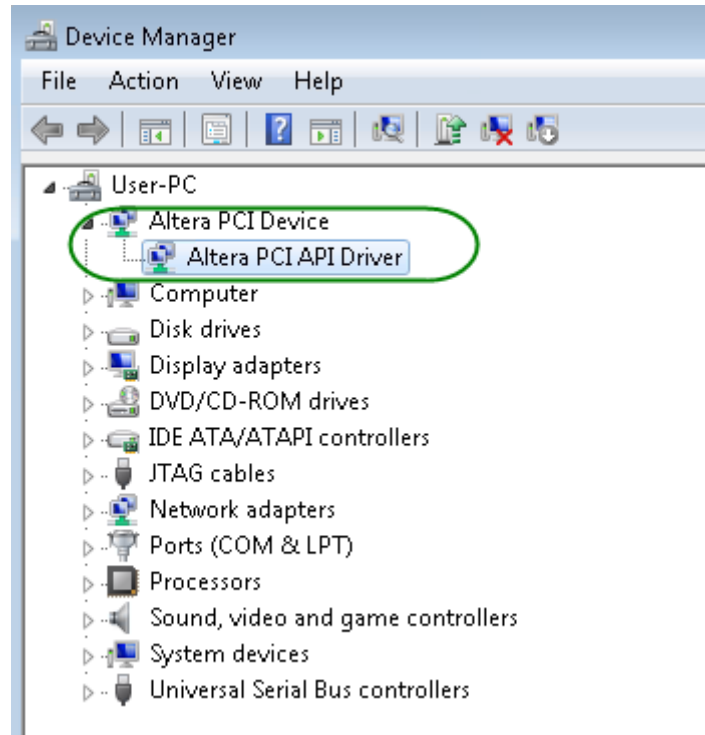 Device Manager
File Action View Help
User-PC
Altera PCI Device
Altera PCI API Driver
Computer
Disk drives
Display adapters
DVD/CD-ROM drives
IDE ATA/ATAPI controllers
JTAG cables
Network adapters
Ports (COM & LPT)
Processors
Sound, video and game controllers
System devices
Universal Serial Bus controllers